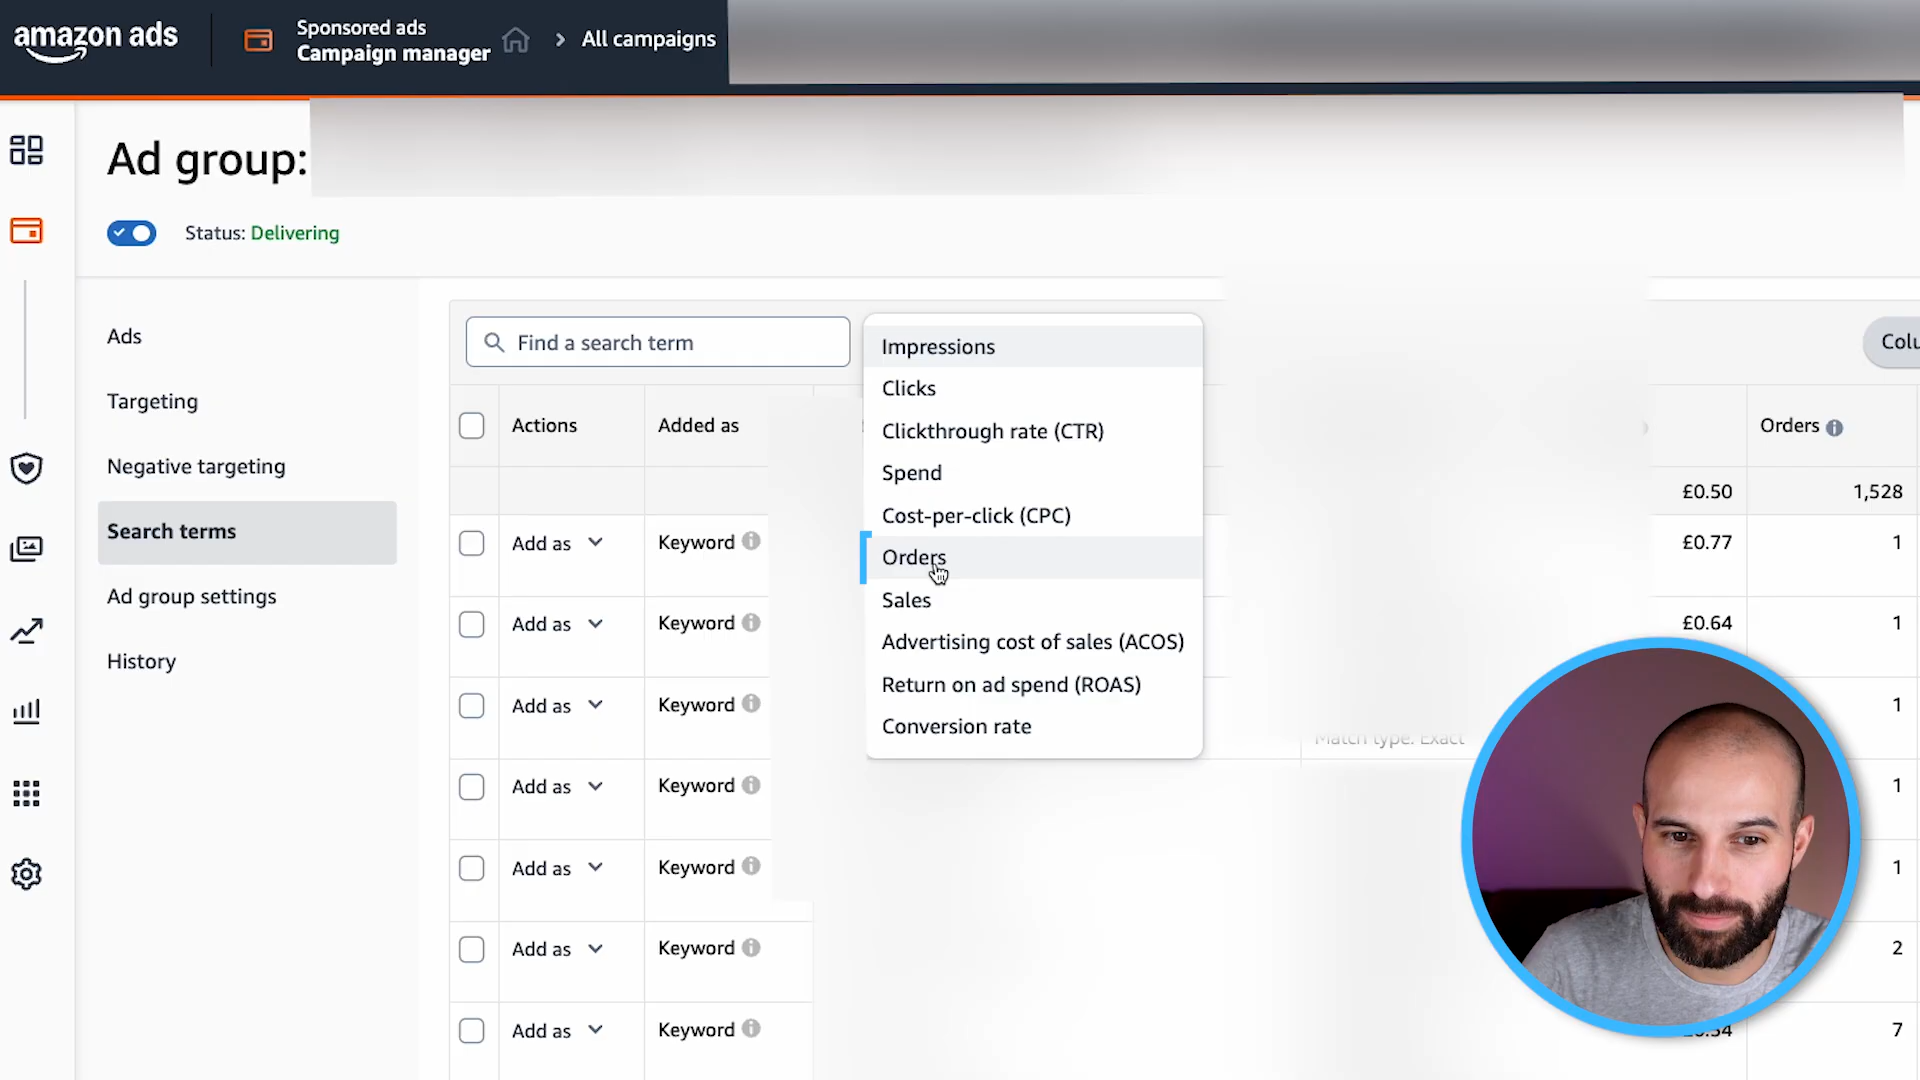 amazon ads
Sponsored ads
Campaign manager
All campaigns
Ad group:
Status: Delivering
Ads
Targeting
Negative targeting
Search terms
Ad group settings
History
Find a search term
Impressions
Clicks
Clickthrough rate (CTR)
Spend
Cost-per-click (CPC)
Orders
Sales
Advertising cost of sales (ACOS)
Return on ad spend (ROAS)
Conversion rate
Actions
Added as
Orders
£0.50
1,528
Add as
Keyword
£0.77
1
Add as
Keyword
£0.64
1
Add as
Keyword
1
Match type: Exact
Add as
Keyword
1
Add as
Keyword
1
Add as
Keyword
2
Add as
Keyword
7